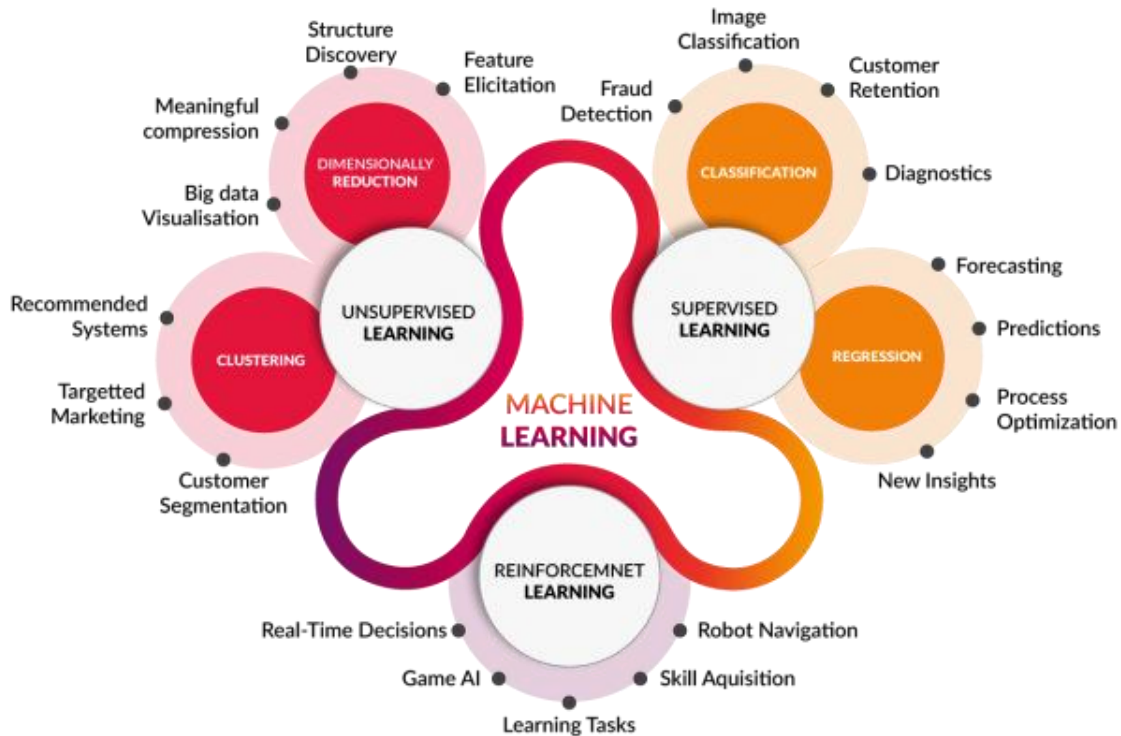 Structure
Discovery
Feature
Elicitation
Meaningful
compression
Big data
Visualisation
DIMENSIONALLY
REDUCTION
Recommended
Systems
Targetted
Marketing
Customer
Segmentation
CLUSTERING
UNSUPERVISED
LEARNING
Image
Classification
Fraud
Detection
Customer
Retention
Diagnostics
CLASSIFICATION
SUPERVISED
LEARNING
Forecasting
Predictions
Process
Optimization
New Insights
REGRESSION
MACHINE
LEARNING
REINFORCEMNET
LEARNING
Real-Time Decisions
Game AI
Learning Tasks
Skill Aquisition
Robot Navigation